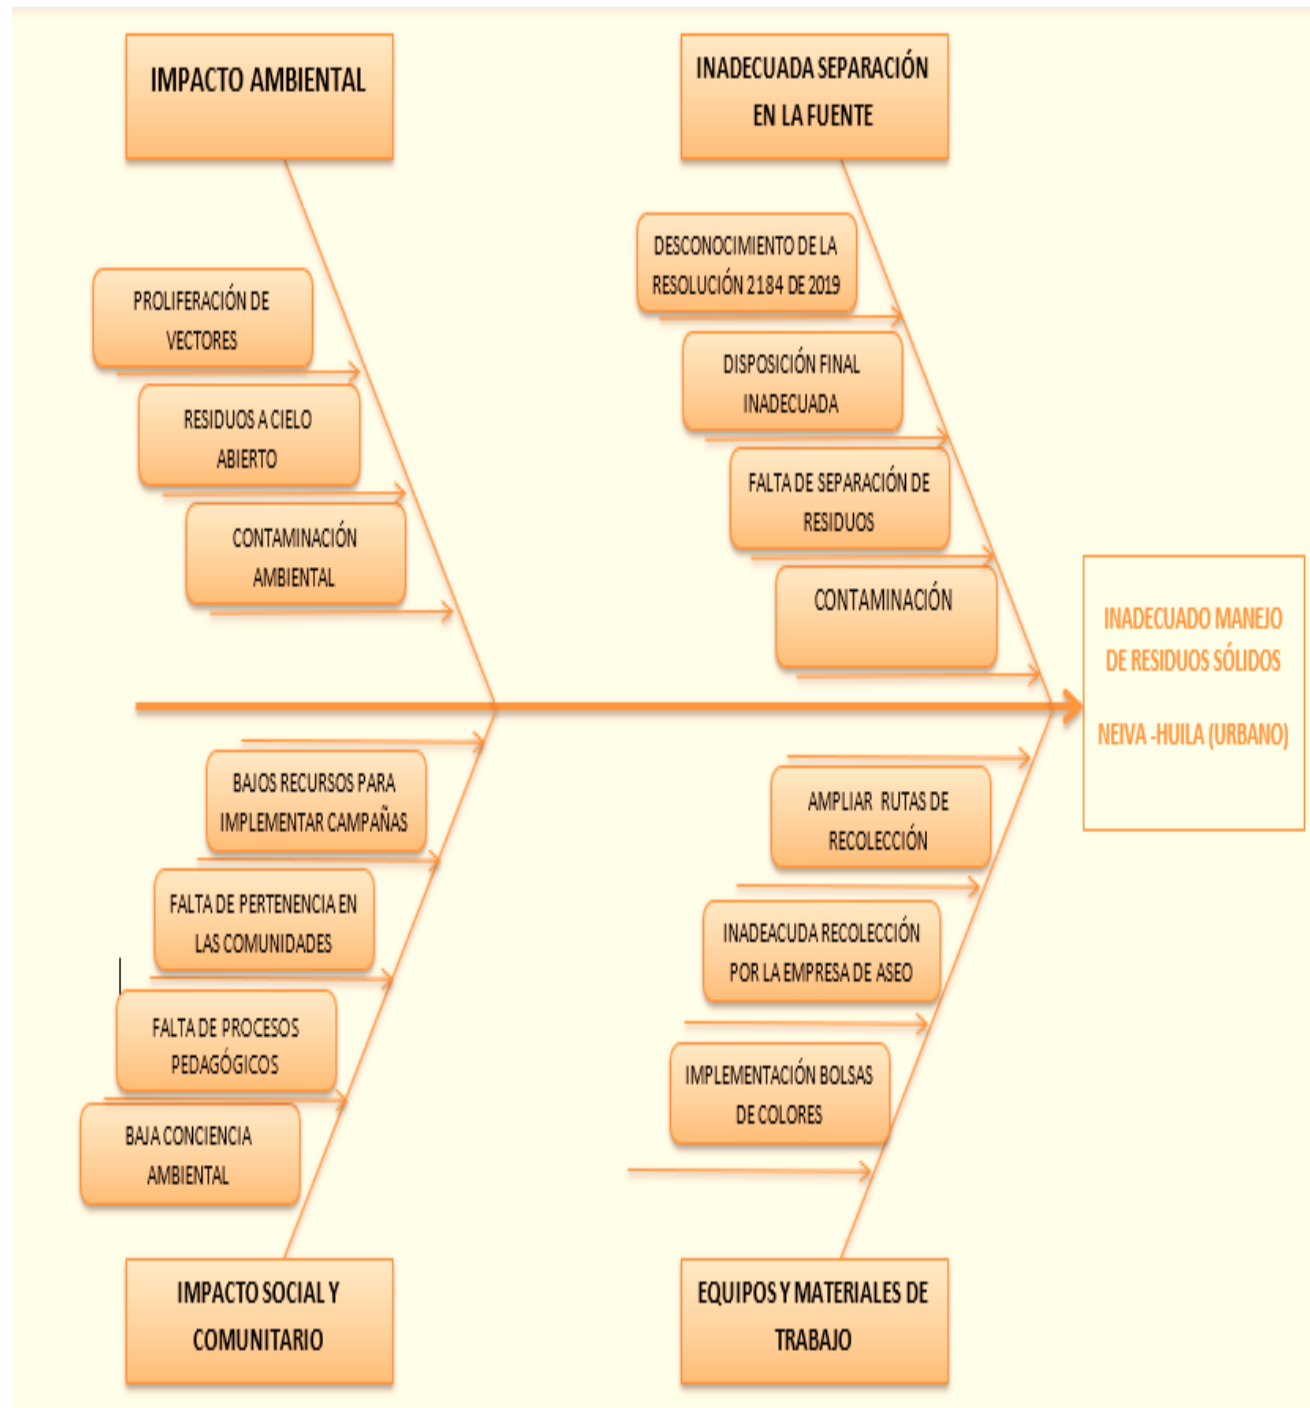 IMPACTO AMBIENTAL
PROLIFERACIÓN DE
VECTORES
RESIDUOS A CIELO
ABIERTO
CONTAMINACIÓN
AMBIENTAL
INADECUADA SEPARACIÓN
EN LA FUENTE
DESCONOCIMIENTO DE LA
RESOLUCIÓN 2184 DE 2019
DISPOSICIÓN FINAL
INADECUADA
FALTA DE SEPARACIÓN DE
RESIDUOS
CONTAMINACIÓN
INADECUADO MANEJO
DE RESIDUOS SÓLIDOS
NEIVA -HUILA (URBANO)
BAJOS RECURSOS PARA
IMPLEMENTAR CAMPAÑAS
FALTA DE PERTENENCIA EN
LAS COMUNIDADES
FALTA DE PROCESOS
PEDAGÓGICOS
BAJA CONCIENCIA
AMBIENTAL
IMPACTO SOCIAL Y
COMUNITARIO
AMPLIAR RUTAS DE
RECOLECCIÓN
INADEACUDA RECOLECCIÓN
POR LA EMPRESA DE ASEO
IMPLEMENTACIÓN BOLSAS
DE COLORES
EQUIPOS Y MATERIALES DE
TRABAJO